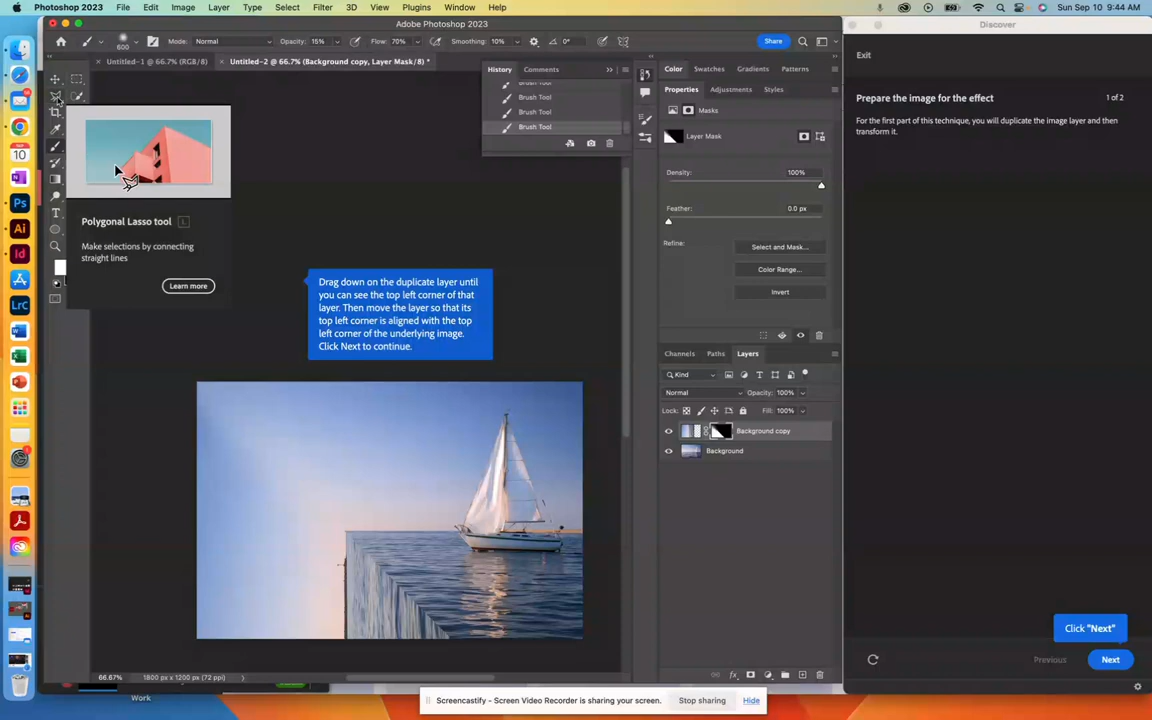 Photoshop 2023 File Edit Image Layer Type Select Filter 3D View Plugins Window Help Sun Sep 10 9:44 AM
Adobe Photoshop 2023
Discover
600 Mode: Normal Opacity: 15% Flow: 70% Smoothing: 10% 0° Share
Exit
× Untitled-1 @ 66.7% (RGB/8) × Untitled-2 @ 66.7% (Background copy, Layer Mask/8) *
History Comments
Color Swatches Gradients Patterns
Brush Tool
Brush Tool
Brush Tool
Brush Tool
Properties Adjustments Styles
Masks
Layer Mask
Density: 100%
Feather: 0.0 px
Refine: Select and Mask...
Color Range...
Invert
Prepare the image for the effect 1 of 2
For the first part of this technique, you will duplicate the image layer and then
transform it.
Polygonal Lasso tool L
Make selections by connecting
straight lines
Learn more
Drag down on the duplicate layer until
you can see the top left corner of that
layer. Then move the layer so that its
top left corner is aligned with the top
left corner of the underlying image.
Click Next to continue.
Channels Paths Layers
Kind
Normal Opacity: 100%
Lock: Fill: 100%
Background copy
Background
Click "Next"
Previous Next
66.67% 1800 px x 1200 px (72 ppi)
Work
Screencastify - Screen Video Recorder is sharing your screen. Stop sharing Hide
SEP
10
Ps
Ai
Id
LrC